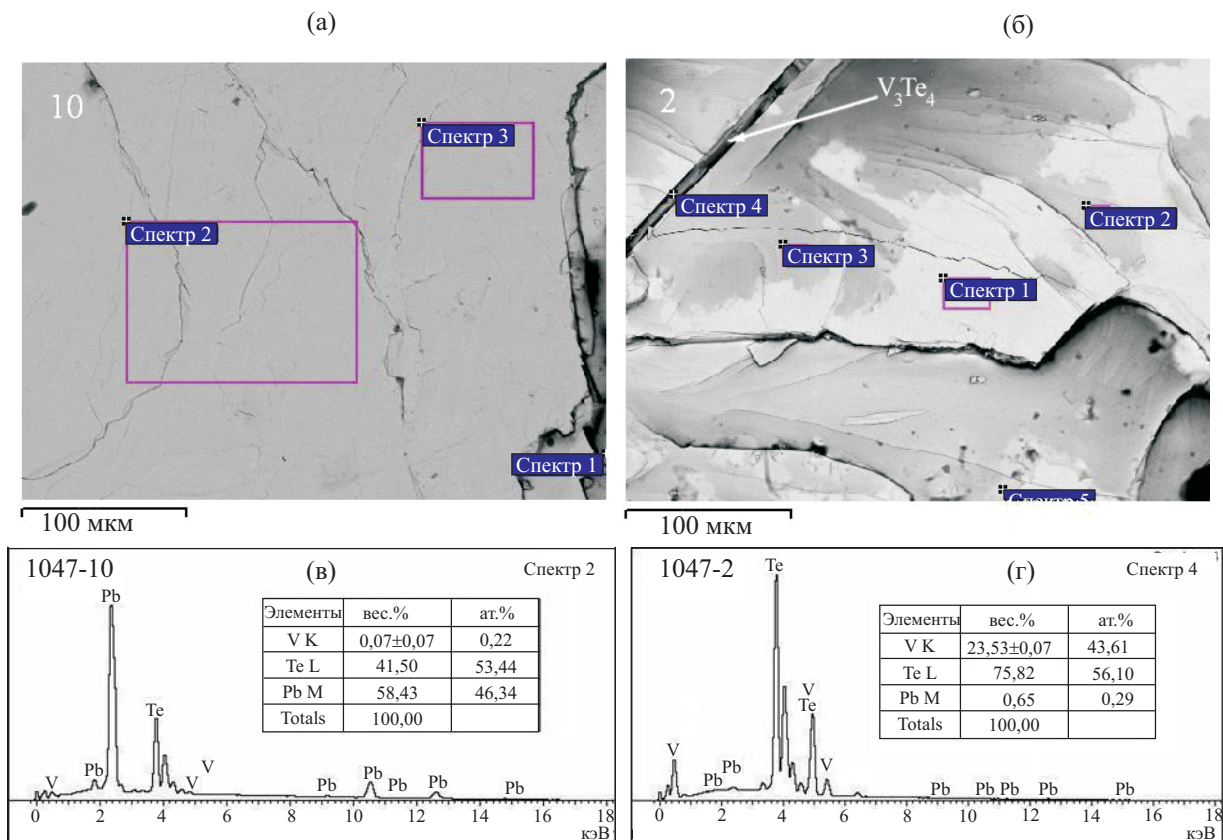 (а)
10
Спектр 3
Спектр 2
Спектр 1
100 мкм
(б)
2
V3Te4
Спектр 4
Спектр 2
Спектр 3
Спектр 1
Спектр 5
100 мкм
1047-10
(в)
Спектр 2
Pb
Элементы вес.% ат.%
V K 0,07±0,07 0,22
Te L 41,50 53,44
Pb M 58,43 46,34
Totals 100,00
Te
V Pb V V Pb Pb Pb Pb Pb
0 2 4 6 8 10 12 14 16 18
кэВ
1047-2
(г)
Спектр 4
Te
Элементы вес.% ат.%
V K 23,53±0,07 43,61
Te L 75,82 56,10
Pb M 0,65 0,29
Totals 100,00
V
Te
V Pb Pb V Pb Pb Pb Pb Pb
0 2 4 6 8 10 12 14 16 18
кэВ